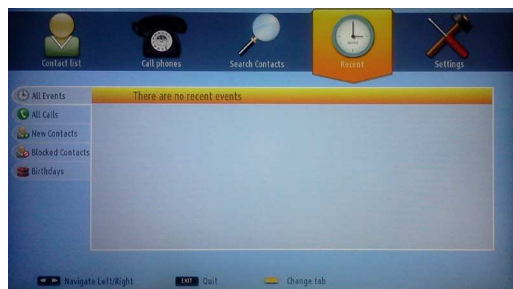 Contact list
Call phones
Search Contacts
Recent
Settings
All Events
There are no recent events
All Calls
New Contacts
Blocked Contacts
Birthdays
Navigate Left/Right
EXIT Quit
Change tab